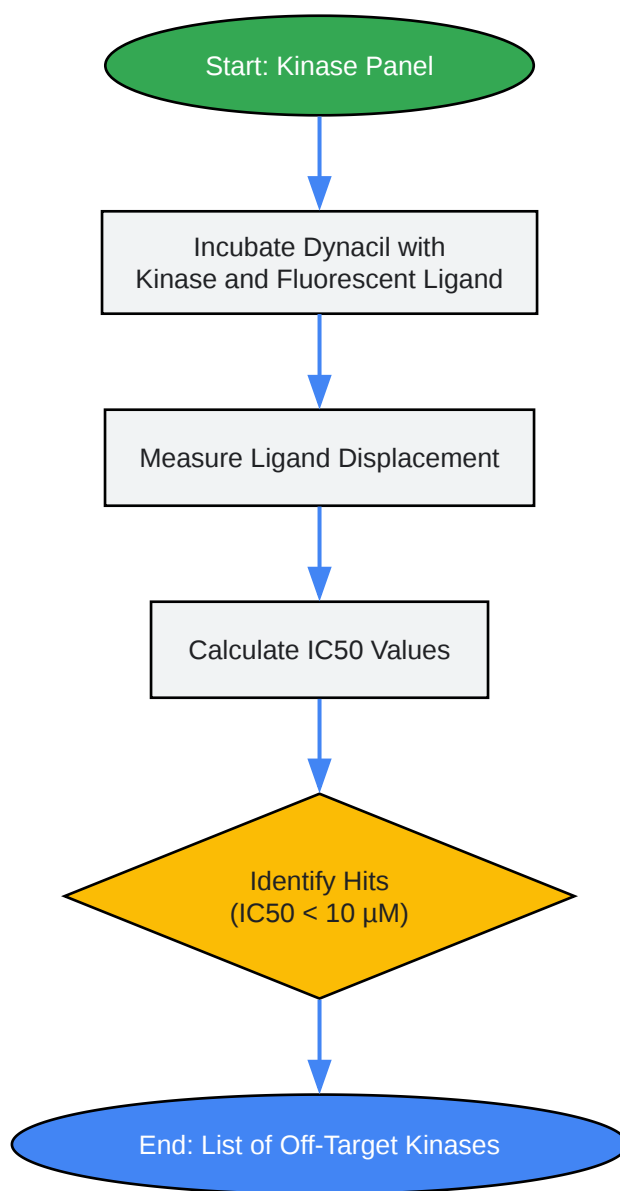 Start: Kinase Panel
Incubate Dynacil with
Kinase and Fluorescent Ligand
Measure Ligand Displacement
Calculate IC50 Values
Identify Hits
(IC50 < 10 µM)
End: List of Off-Target Kinases